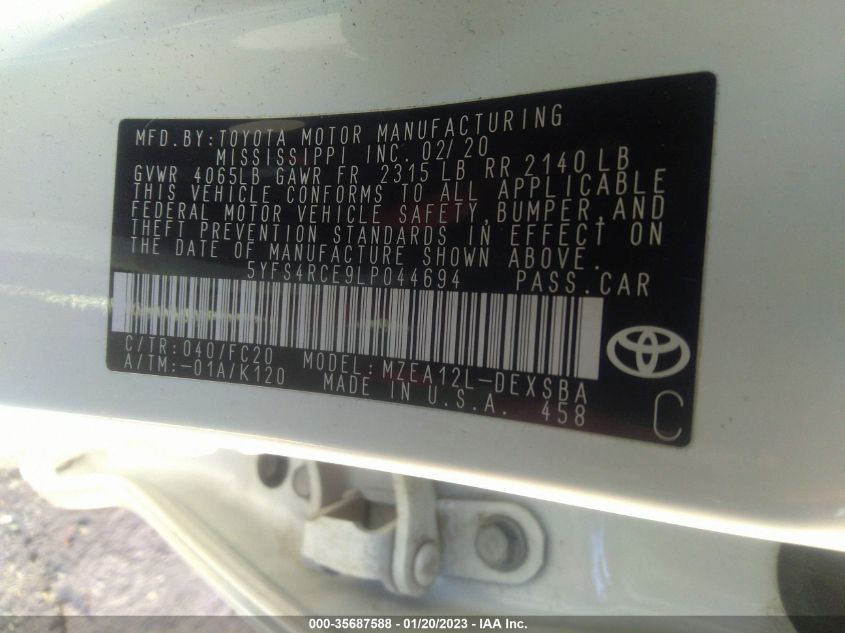 MFD.BY:TOYOTA MOTOR MANUFACTURING
MISSISSIPPI INC. 02/20
GVWR 4065LB GAWR FR 2315 LB RR 2140 LB
THIS VEHICLE CONFORMS TO ALL APPLICABLE
FEDERAL MOTOR VEHICLE SAFETY, BUMPER, AND
THEFT PREVENTION STANDARDS IN EFFECT ON
THE DATE OF MANUFACTURE SHOWN ABOVE.
5YFS4RCE9LP044694 PASS.CAR
C/TR:040/FC20 MODEL:MZEA12L-DEXSBA
A/TM:-01A/K120 MADE IN U.S.A. 458
C
000-35687588 - 01/20/2023 - IAA Inc.